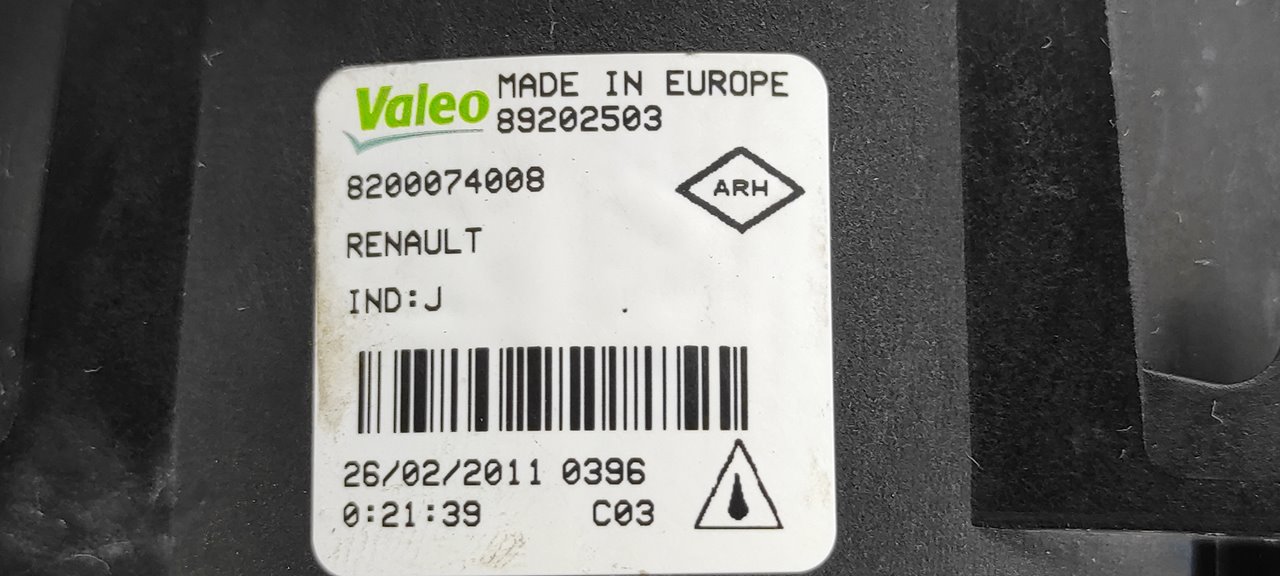 Valeo MADE IN EUROPE
89202503
8200074008
ARH
RENAULT
IND:J
26/02/2011 0396
0:21:39 C03